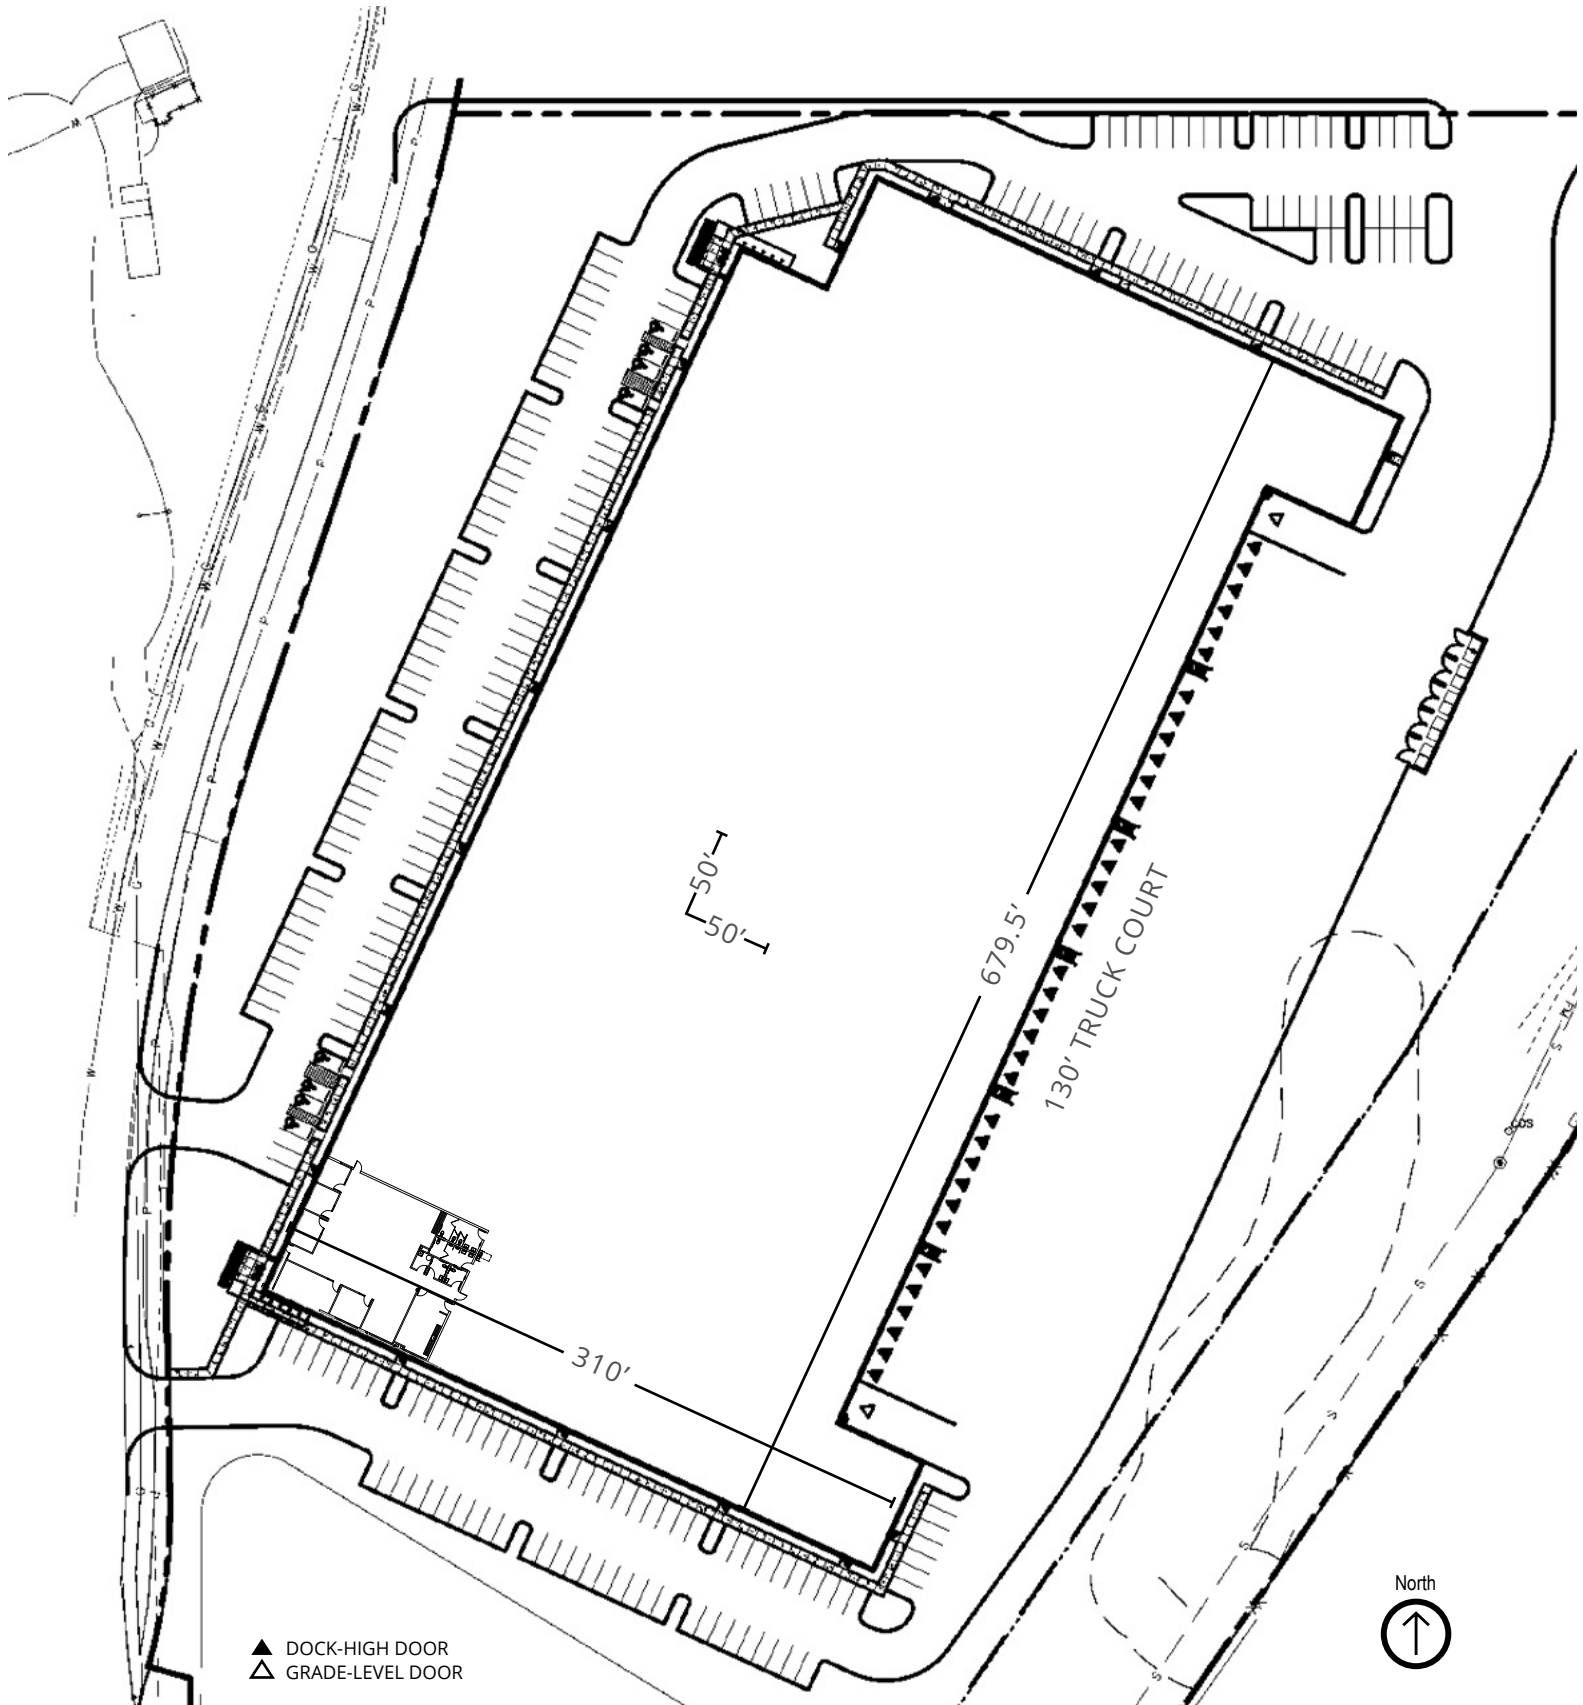 50'
50'
679.5'
130' TRUCK COURT
310'
North
DOCK-HIGH DOOR
GRADE-LEVEL DOOR